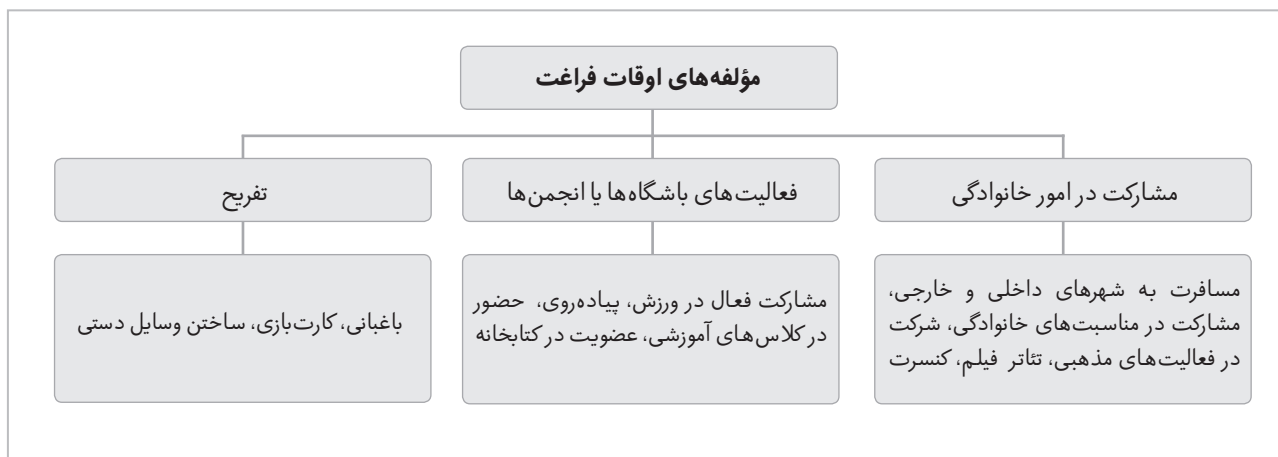 مؤلفه‌های اوقات فراغت
مشارکت در امور خانوادگی
فعالیت‌های باشگاه‌ها یا انجمن‌ها
تفریح
مسافرت به شهرهای داخلی و خارجی،
مشارکت در مناسبت‌های خانوادگی، شرکت
در فعالیت‌های مذهبی، تئاتر فیلم، کنسرت
مشارکت فعال در ورزش، پیاده‌روی، حضور
در کلاس‌های آموزشی، عضویت در کتابخانه
باغبانی، کارت‌بازی، ساختن وسایل دستی